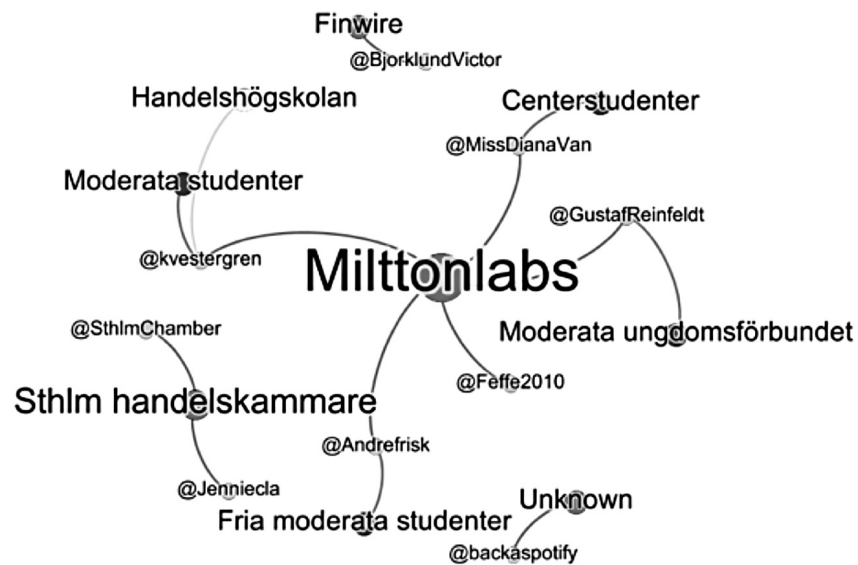 Finwire
@BjorklundVictor
Handelshögskolan
Centerstudenter
@MissDianaVan
Moderata studenter
@GustafReinfeldt
@kvestergren
Milttonlabs
@SthlmChamber
Moderata ungdomsförbundet
@Feffe2010
Sthlm handelskammare
@Andrefrisk
@Jenniecla
Unknown
Fria moderata studenter
@backaspotify